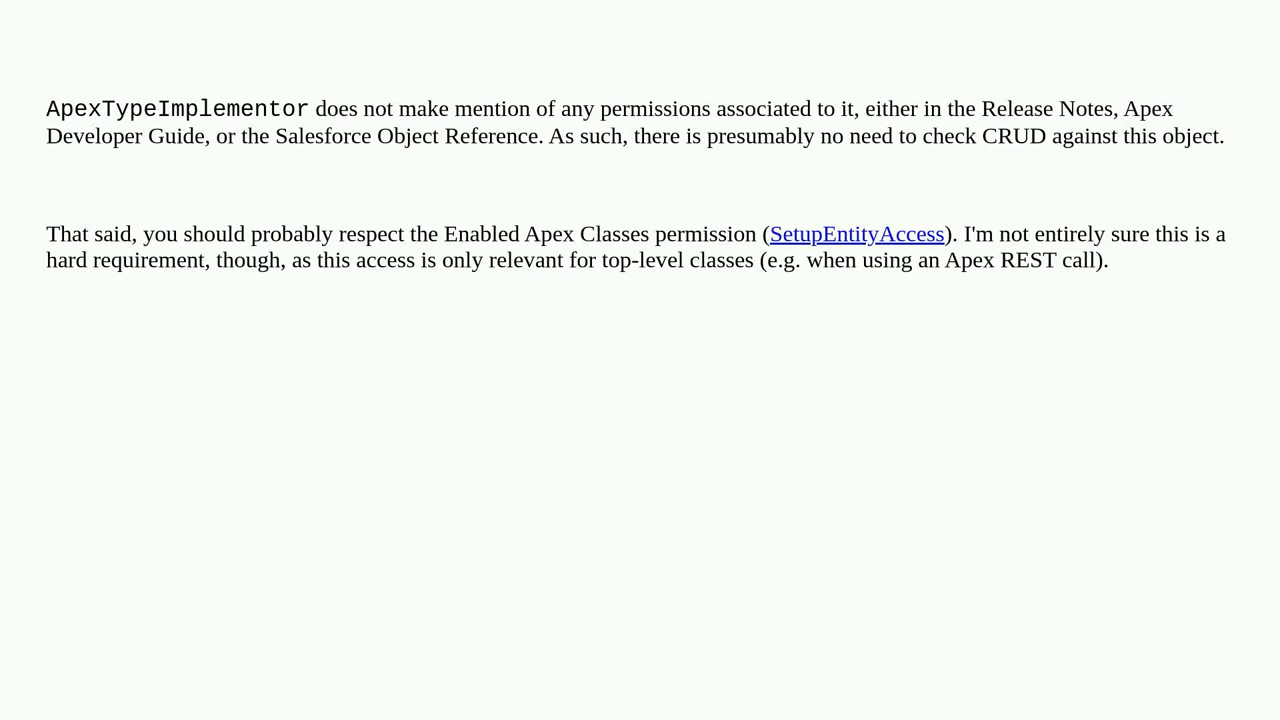 ApexTypeImplementor does not make mention of any permissions associated to it, either in the Release Notes, Apex
Developer Guide, or the Salesforce Object Reference. As such, there is presumably no need to check CRUD against this object.
That said, you should probably respect the Enabled Apex Classes permission (SetupEntityAccess). I'm not entirely sure this is a
hard requirement, though, as this access is only relevant for top-level classes (e.g. when using an Apex REST call).